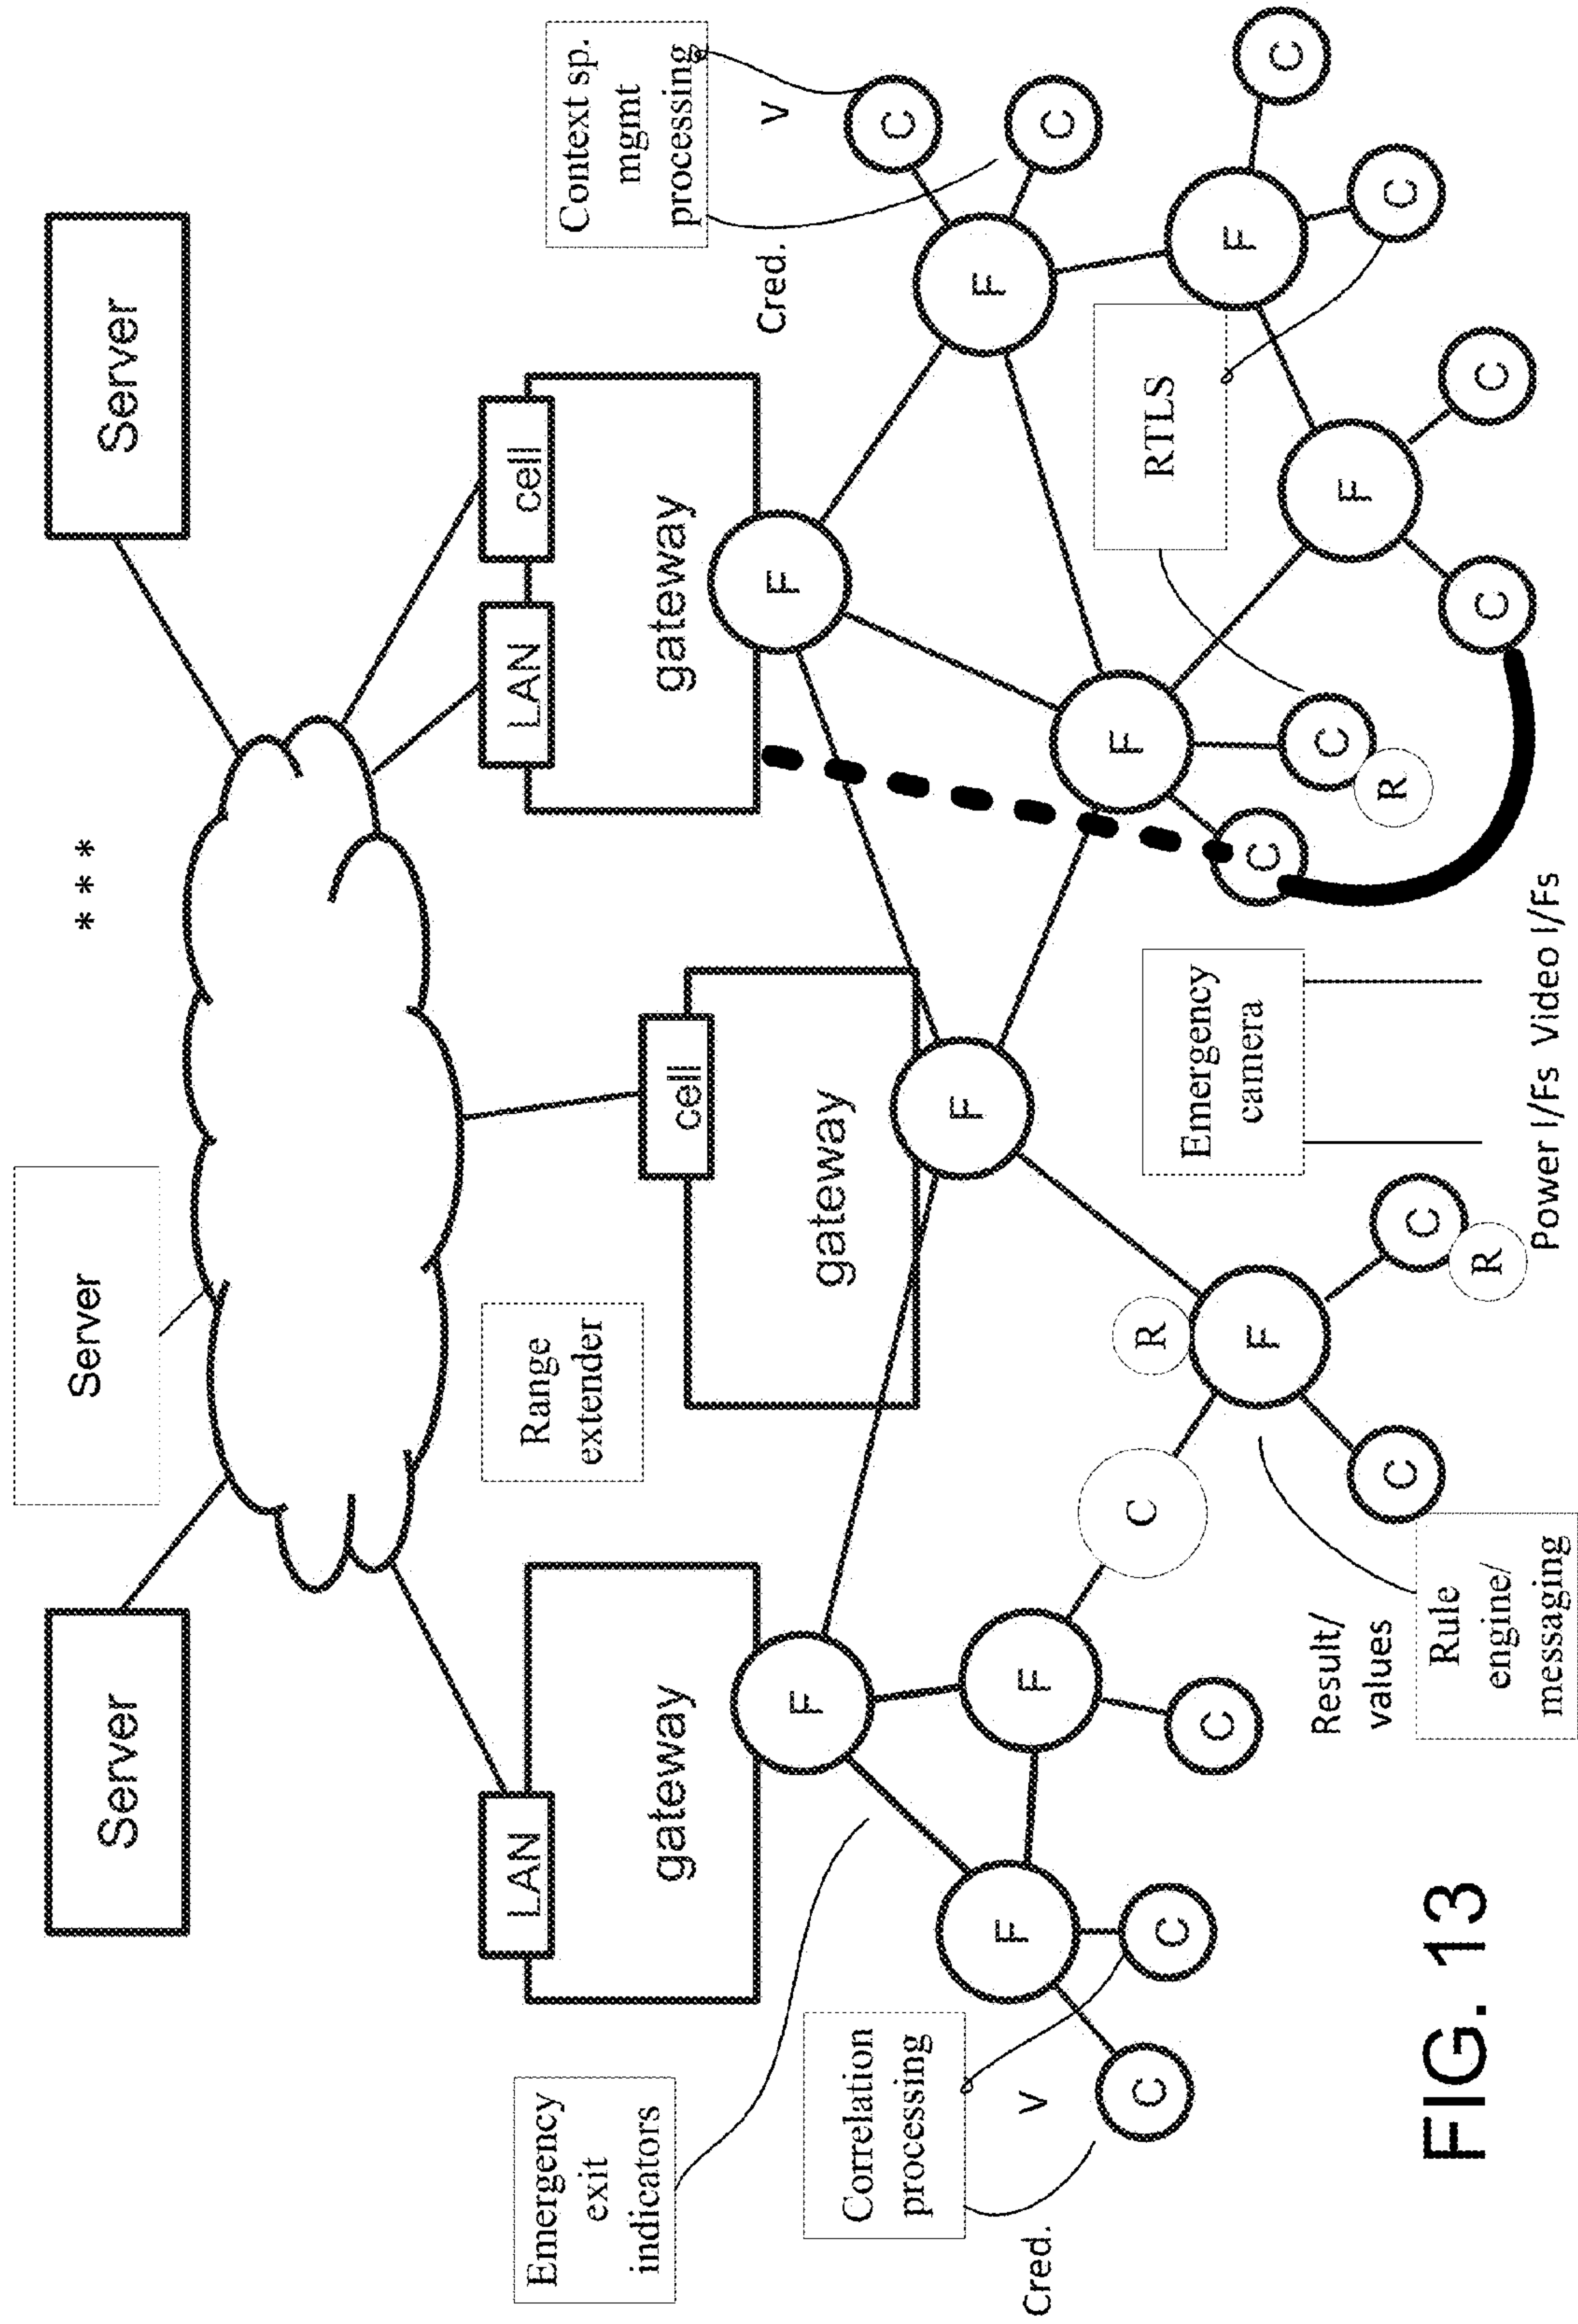 Server
Server
* * *
Server
LAN
Range
extender
LAN
cell
Emergency
exit
indicators
Context sp.
mgmt
processing
gateway
cell
gateway
gateway
Cred.
V
F
F
C
Correlation
processing
F
F
C
Cred.
V
F
F
C
F
RTLS
C
C
C
R
Emergency
camera
F
C
C
F
C
C
F
C
C
Result/
values
C
R
C
R
C
C
Rule
engine/
messaging
Power I/Fs Video I/Fs
FIG. 13